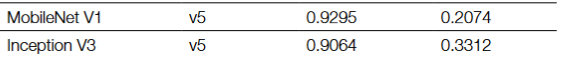 MobileNet V1 v5 0.9295 0.2074
Inception V3 v5 0.9064 0.3312